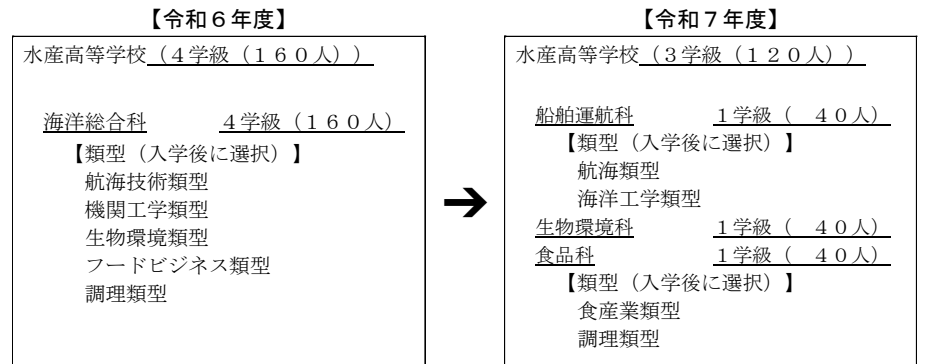 【令和６年度】
水産高等学校（４学級（１６０人））
海洋総合科　４学級（１６０人）
【類型（入学後に選択）】
航海技術類型
機関工学類型
生物環境類型
フードビジネス類型
調理類型
➔
【令和７年度】
水産高等学校（３学級（１２０人））
船舶運航科　１学級（　４０人）
【類型（入学後に選択）】
航海類型
海洋工学類型
生物環境科　１学級（　４０人）
食品科　１学級（　４０人）
【類型（入学後に選択）】
食産業類型
調理類型